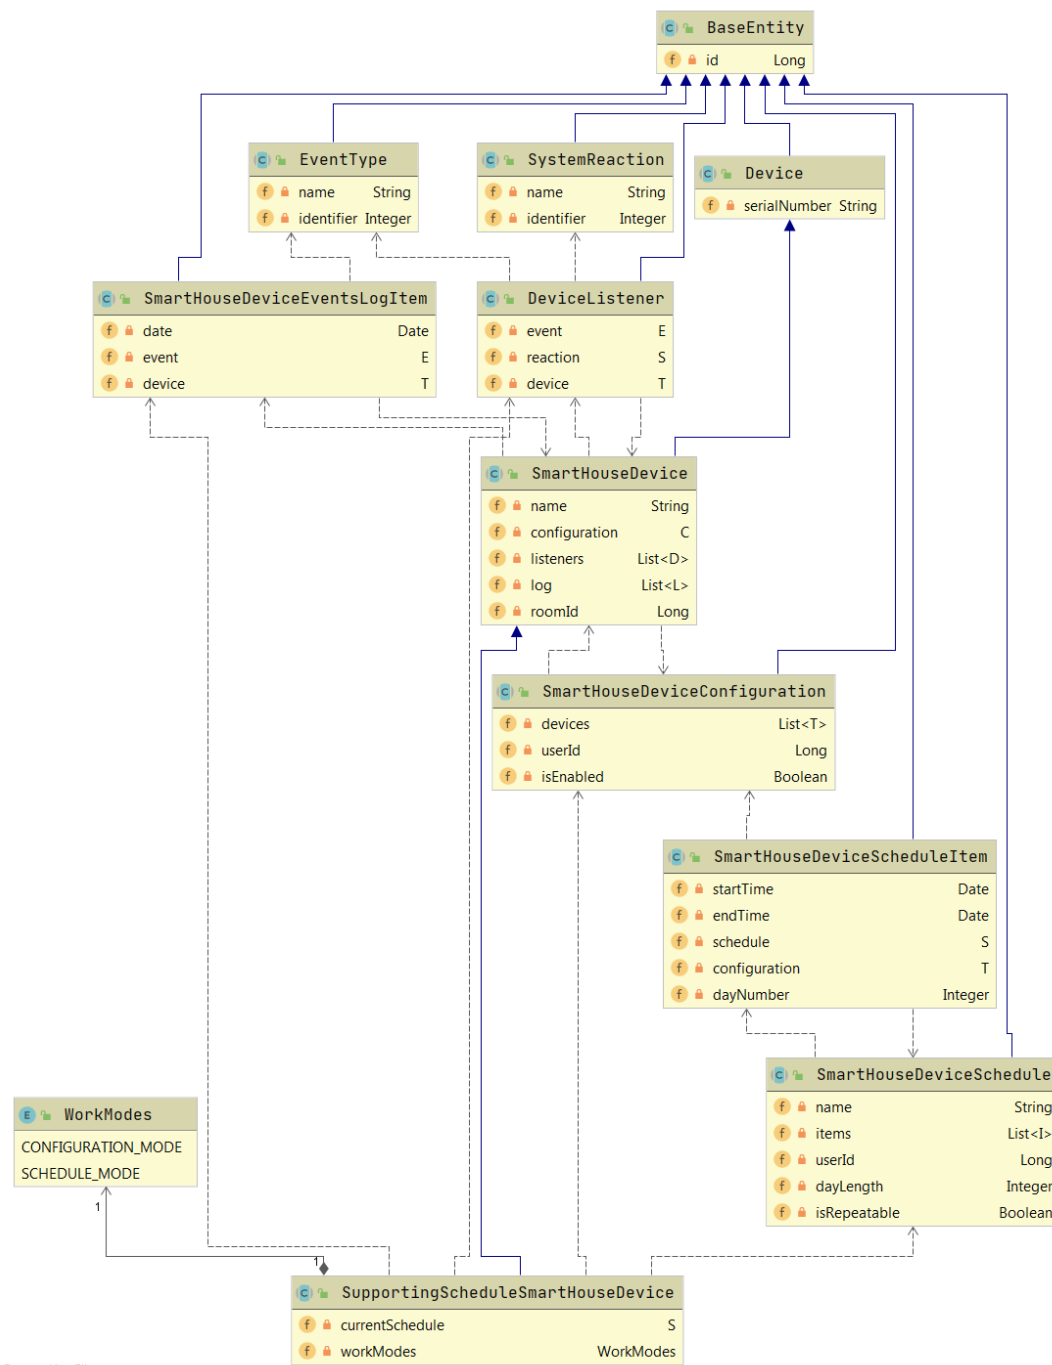 BaseEntity
id Long
EventType
name String
identifier Integer
SystemReaction
name String
identifier Integer
Device
serialNumber String
SmartHouseDeviceEventsLogItem
date Date
event E
device T
DeviceListener
event E
reaction S
device T
SmartHouseDevice
name String
configuration C
listeners List<D>
log List<L>
roomId Long
SmartHouseDeviceConfiguration
devices List<T>
userId Long
isEnabled Boolean
SmartHouseDeviceScheduleItem
startTime Date
endTime Date
schedule S
configuration T
dayNumber Integer
SmartHouseDeviceSchedule
name String
items List<I>
userId Long
dayLength Integer
isRepeatable Boolean
WorkModes
CONFIGURATION_MODE
SCHEDULE_MODE
1
1
SupportingScheduleSmartHouseDevice
currentSchedule S
workModes WorkModes